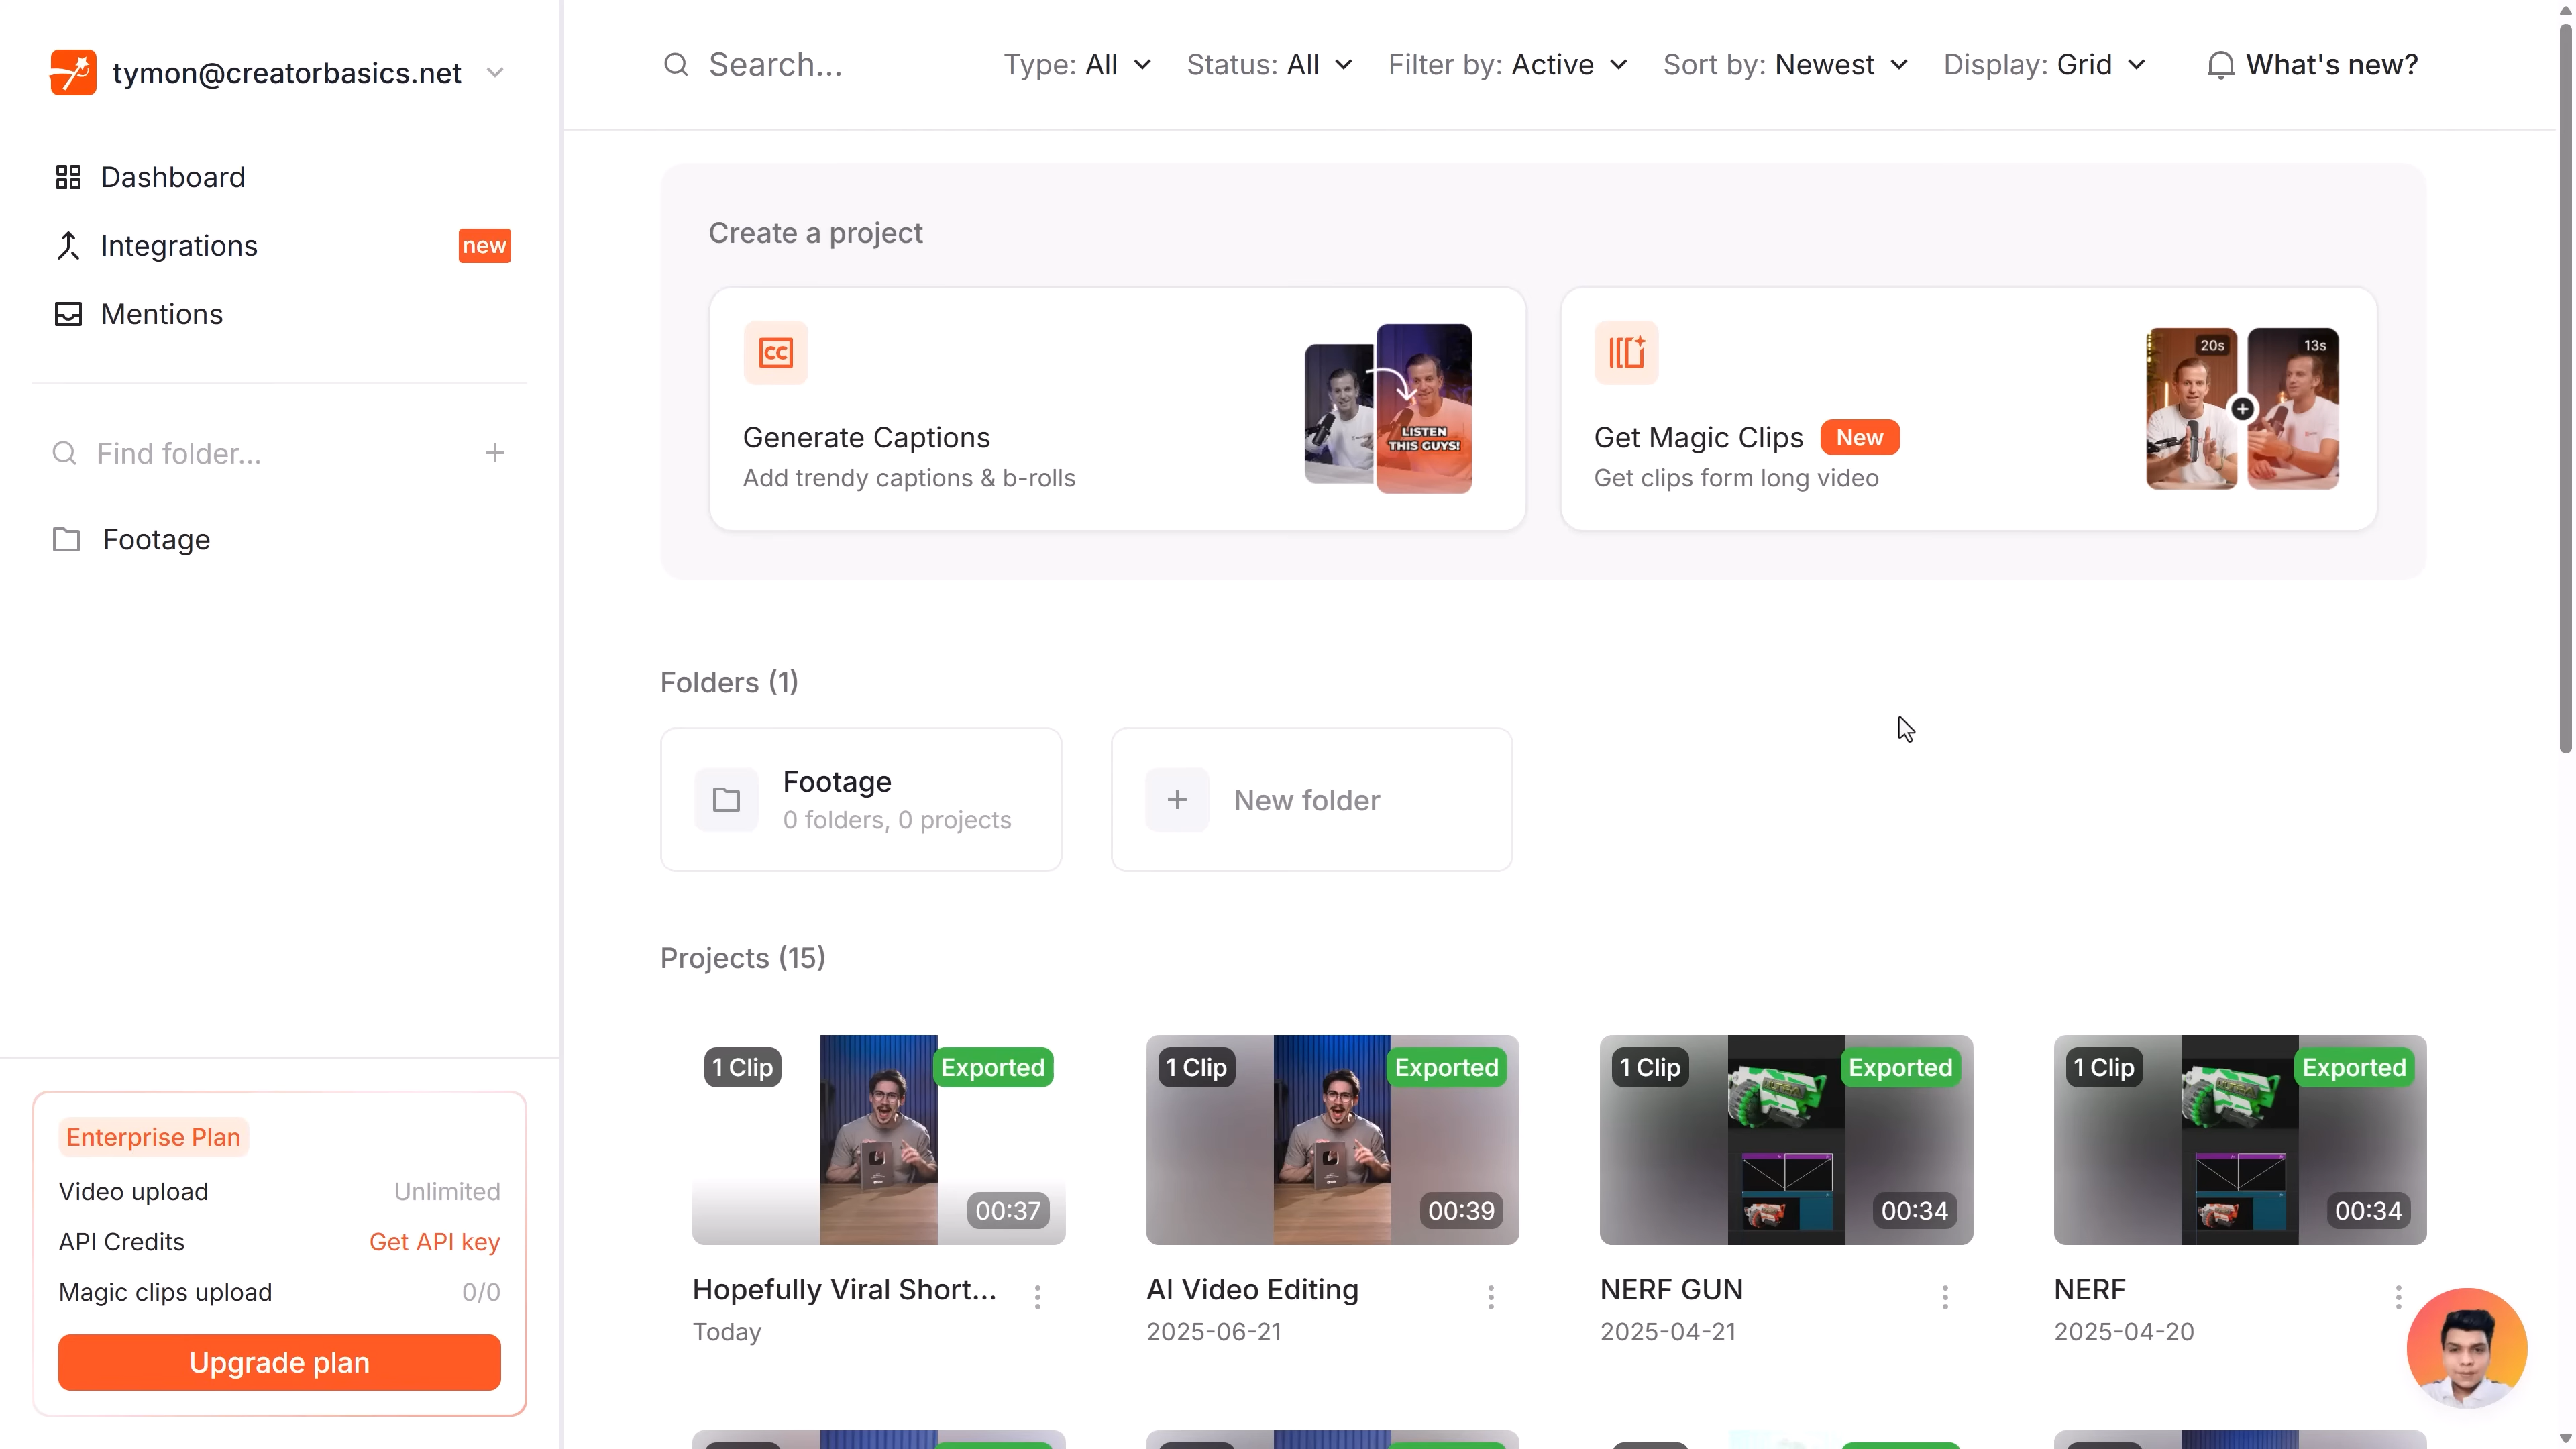 tymon@creatorbasics.net
Dashboard
Integrations
new
Mentions
Find folder...
Footage
Enterprise Plan
Video upload
Unlimited
API Credits
Get API key
Magic clips upload
0/0
Upgrade plan
Search...
Type: All
Status: All
Filter by: Active
Sort by: Newest
Display: Grid
What's new?
Create a project
CC
Generate Captions
Add trendy captions & b-rolls
LISTEN
THIS GUYS!
Get Magic Clips
New
Get clips form long video
20s
13s
Folders (1)
Footage
0 folders, 0 projects
New folder
Projects (15)
1 Clip
Exported
00:37
Hopefully Viral Short...
Today
1 Clip
Exported
00:39
AI Video Editing
2025-06-21
1 Clip
Exported
00:34
NERF GUN
2025-04-21
1 Clip
Exported
00:34
NERF
2025-04-20